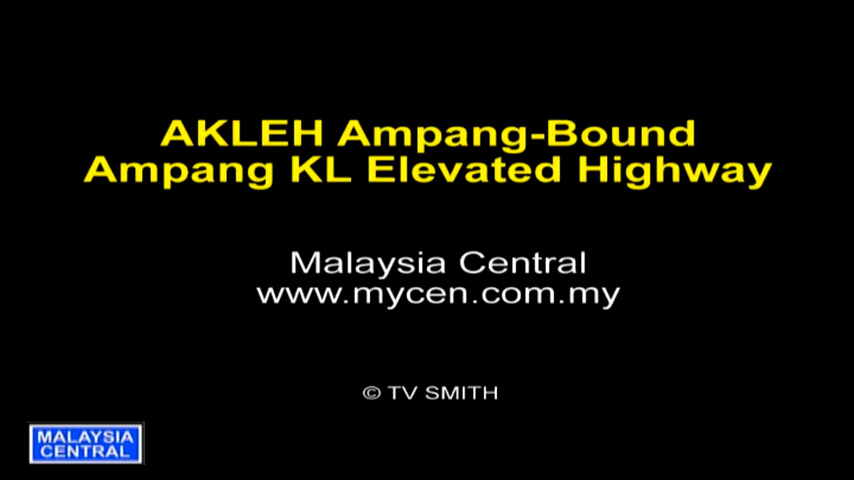 AKLEH Ampang-Bound
Ampang KL Elevated Highway
Malaysia Central
www.mycen.com.my
© TV SMITH
MALAYSIA
CENTRAL